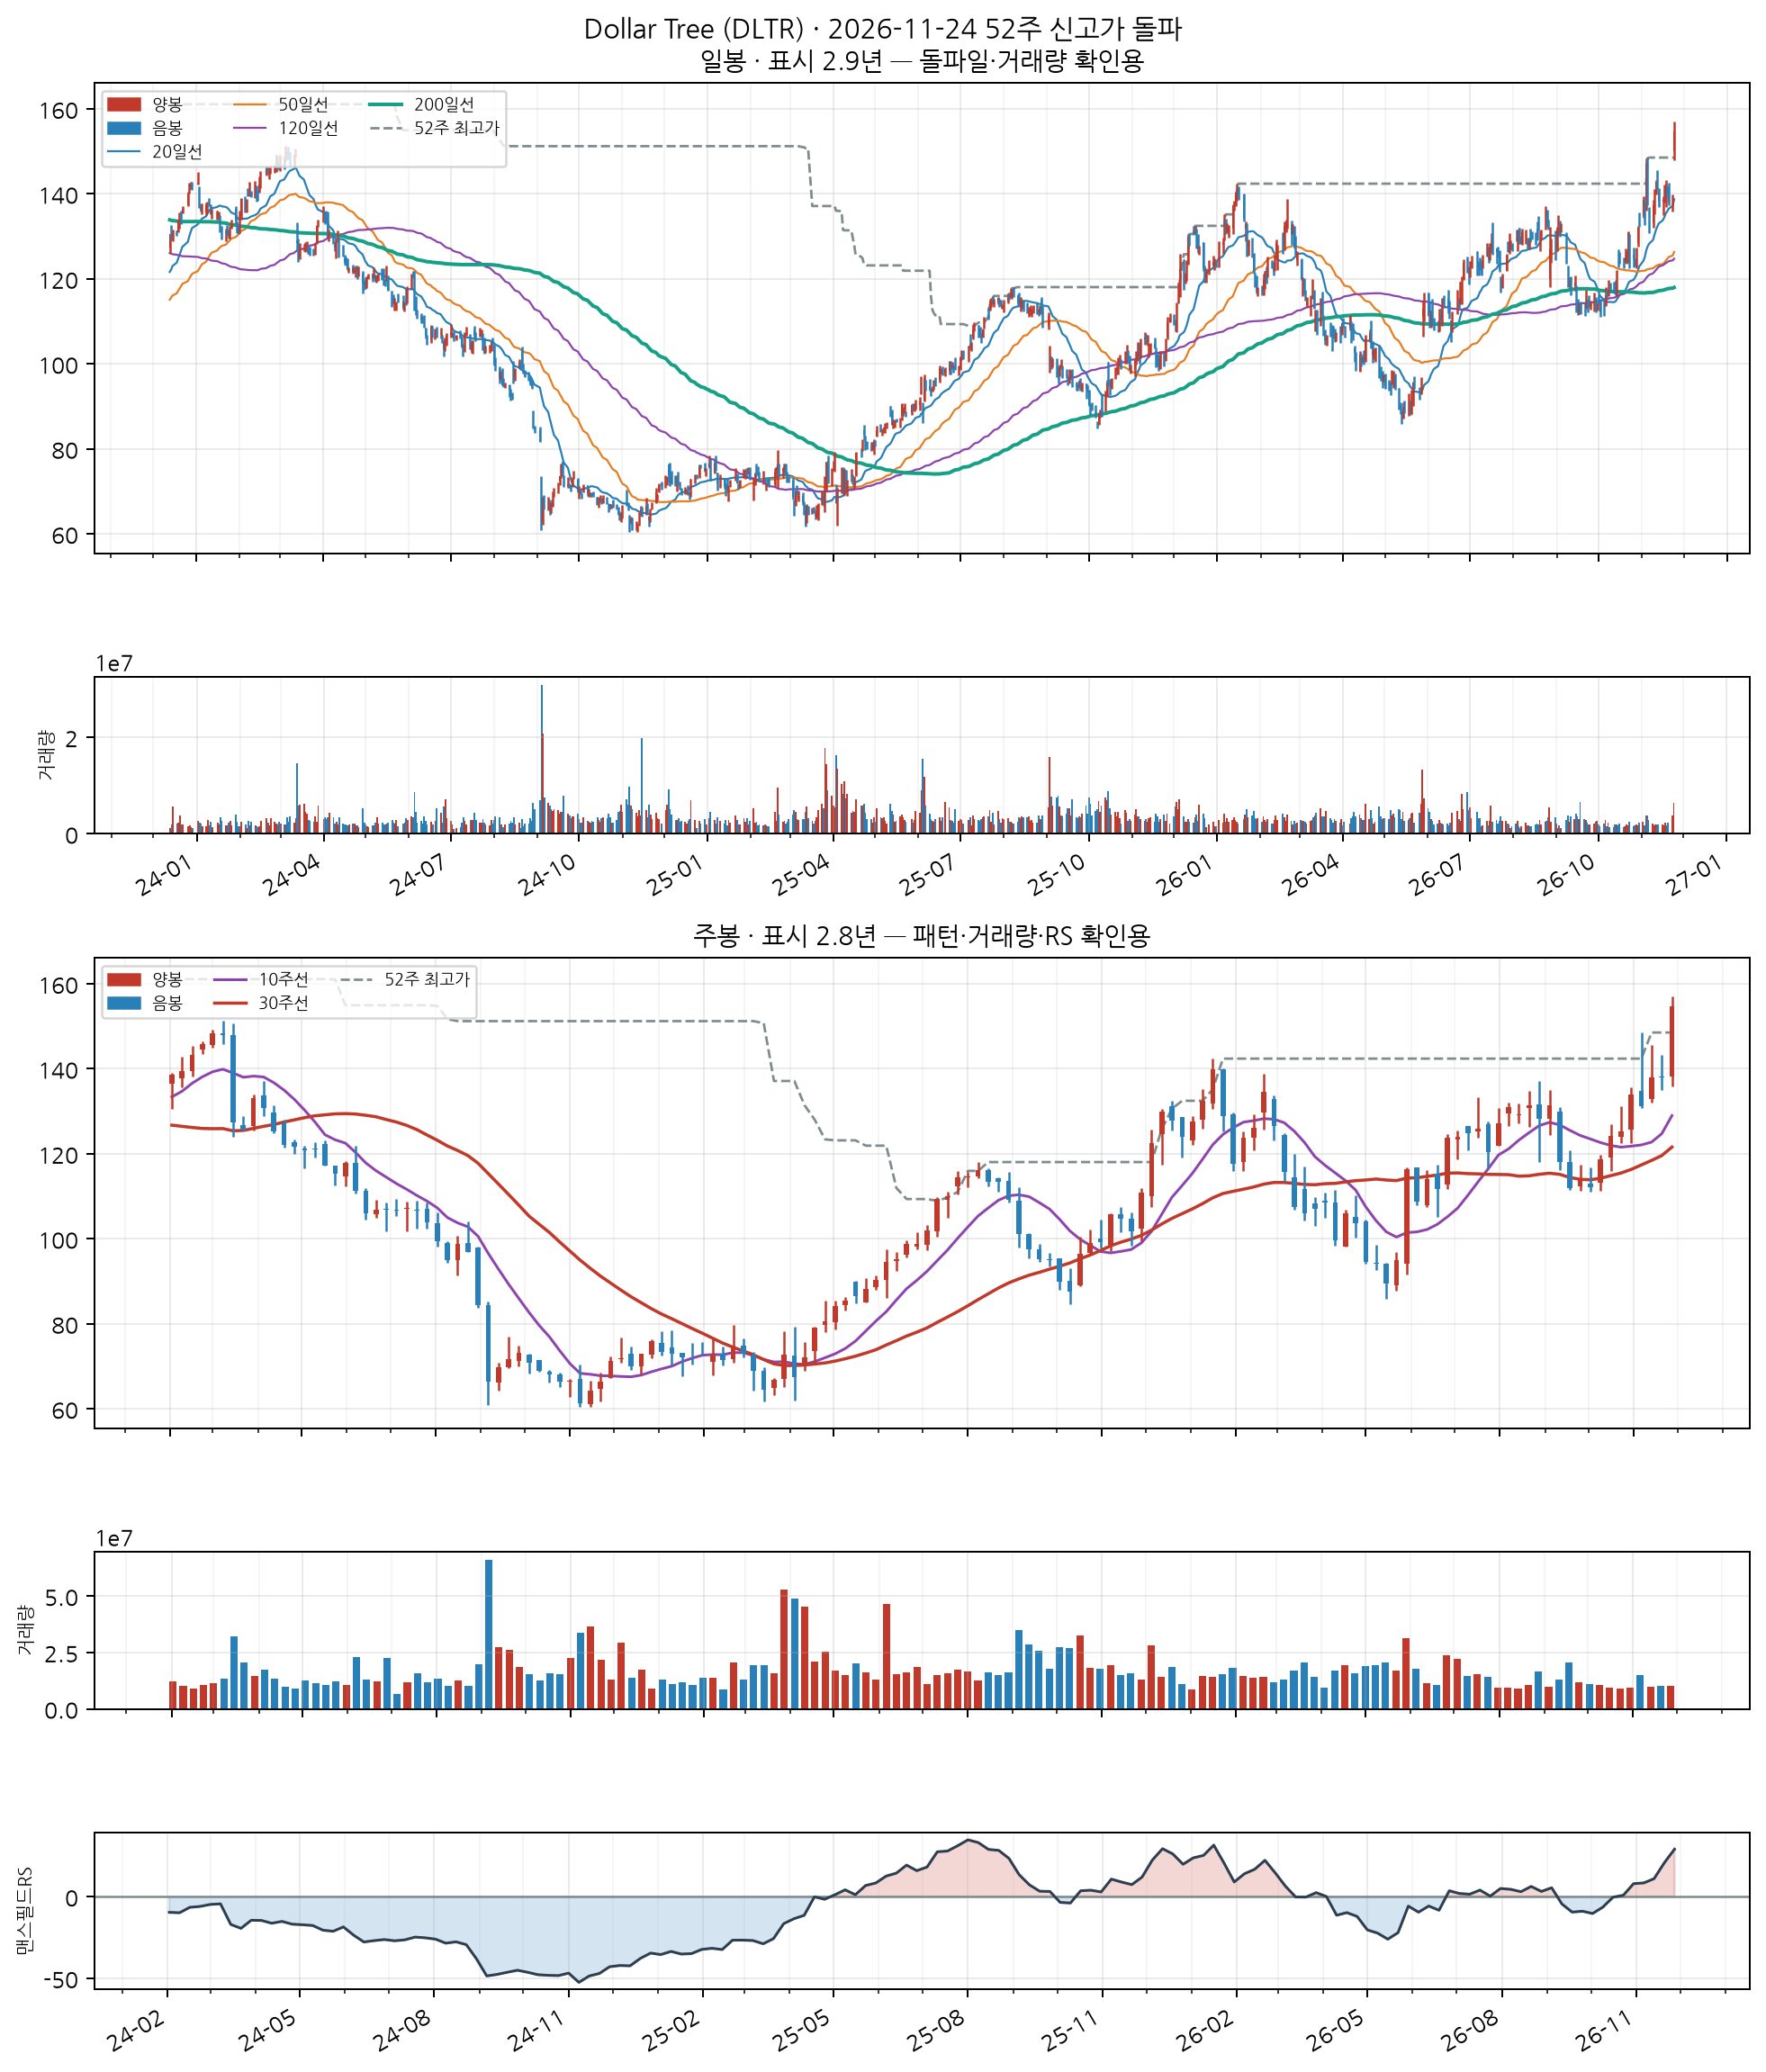 Dollar Tree (DLTR) · 2026-11-24 52주 신고가 돌파
일봉 · 표시 2.9년 — 돌파일·거래량 확인용
양봉
음봉
20일선
50일선
120일선
200일선
52주 최고가
160
140
120
100
80
60
1e7
거래량
2
0
24-01
24-04
24-07
24-10
25-01
25-04
25-07
25-10
26-01
26-04
26-07
26-10
27-01
주봉 · 표시 2.8년 — 패턴·거래량·RS 확인용
양봉
음봉
10주선
30주선
52주 최고가
160
140
120
100
80
60
1e7
거래량
5.0
2.5
0.0
맨스필드RS
0
-50
24-02
24-05
24-08
24-11
25-02
25-05
25-08
25-11
26-02
26-05
26-08
26-11